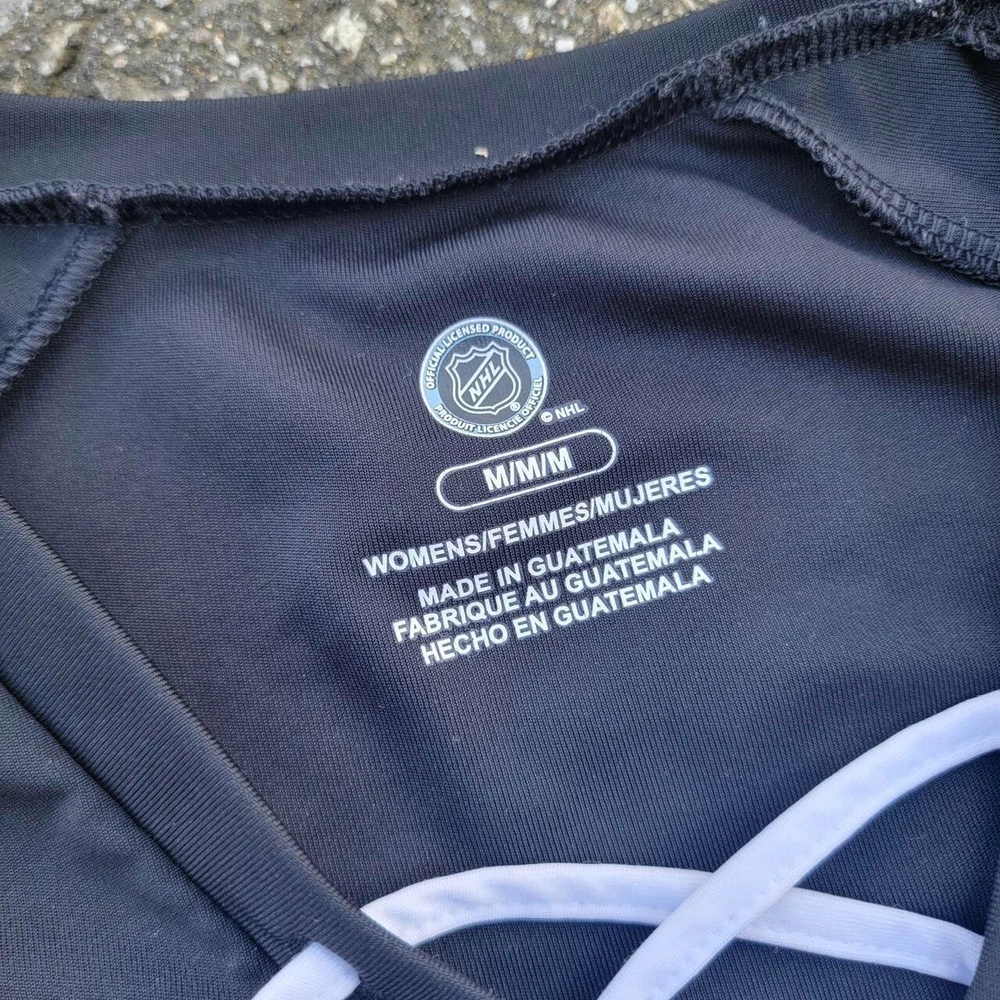 OFFICIAL LICENSED PRODUCT
NHL
®
PRODUIT LICENCIE OFFICIEL
© NHL
M/M/M
WOMENS/FEMMES/MUJERES
MADE IN GUATEMALA
FABRIQUE AU GUATEMALA
HECHO EN GUATEMALA